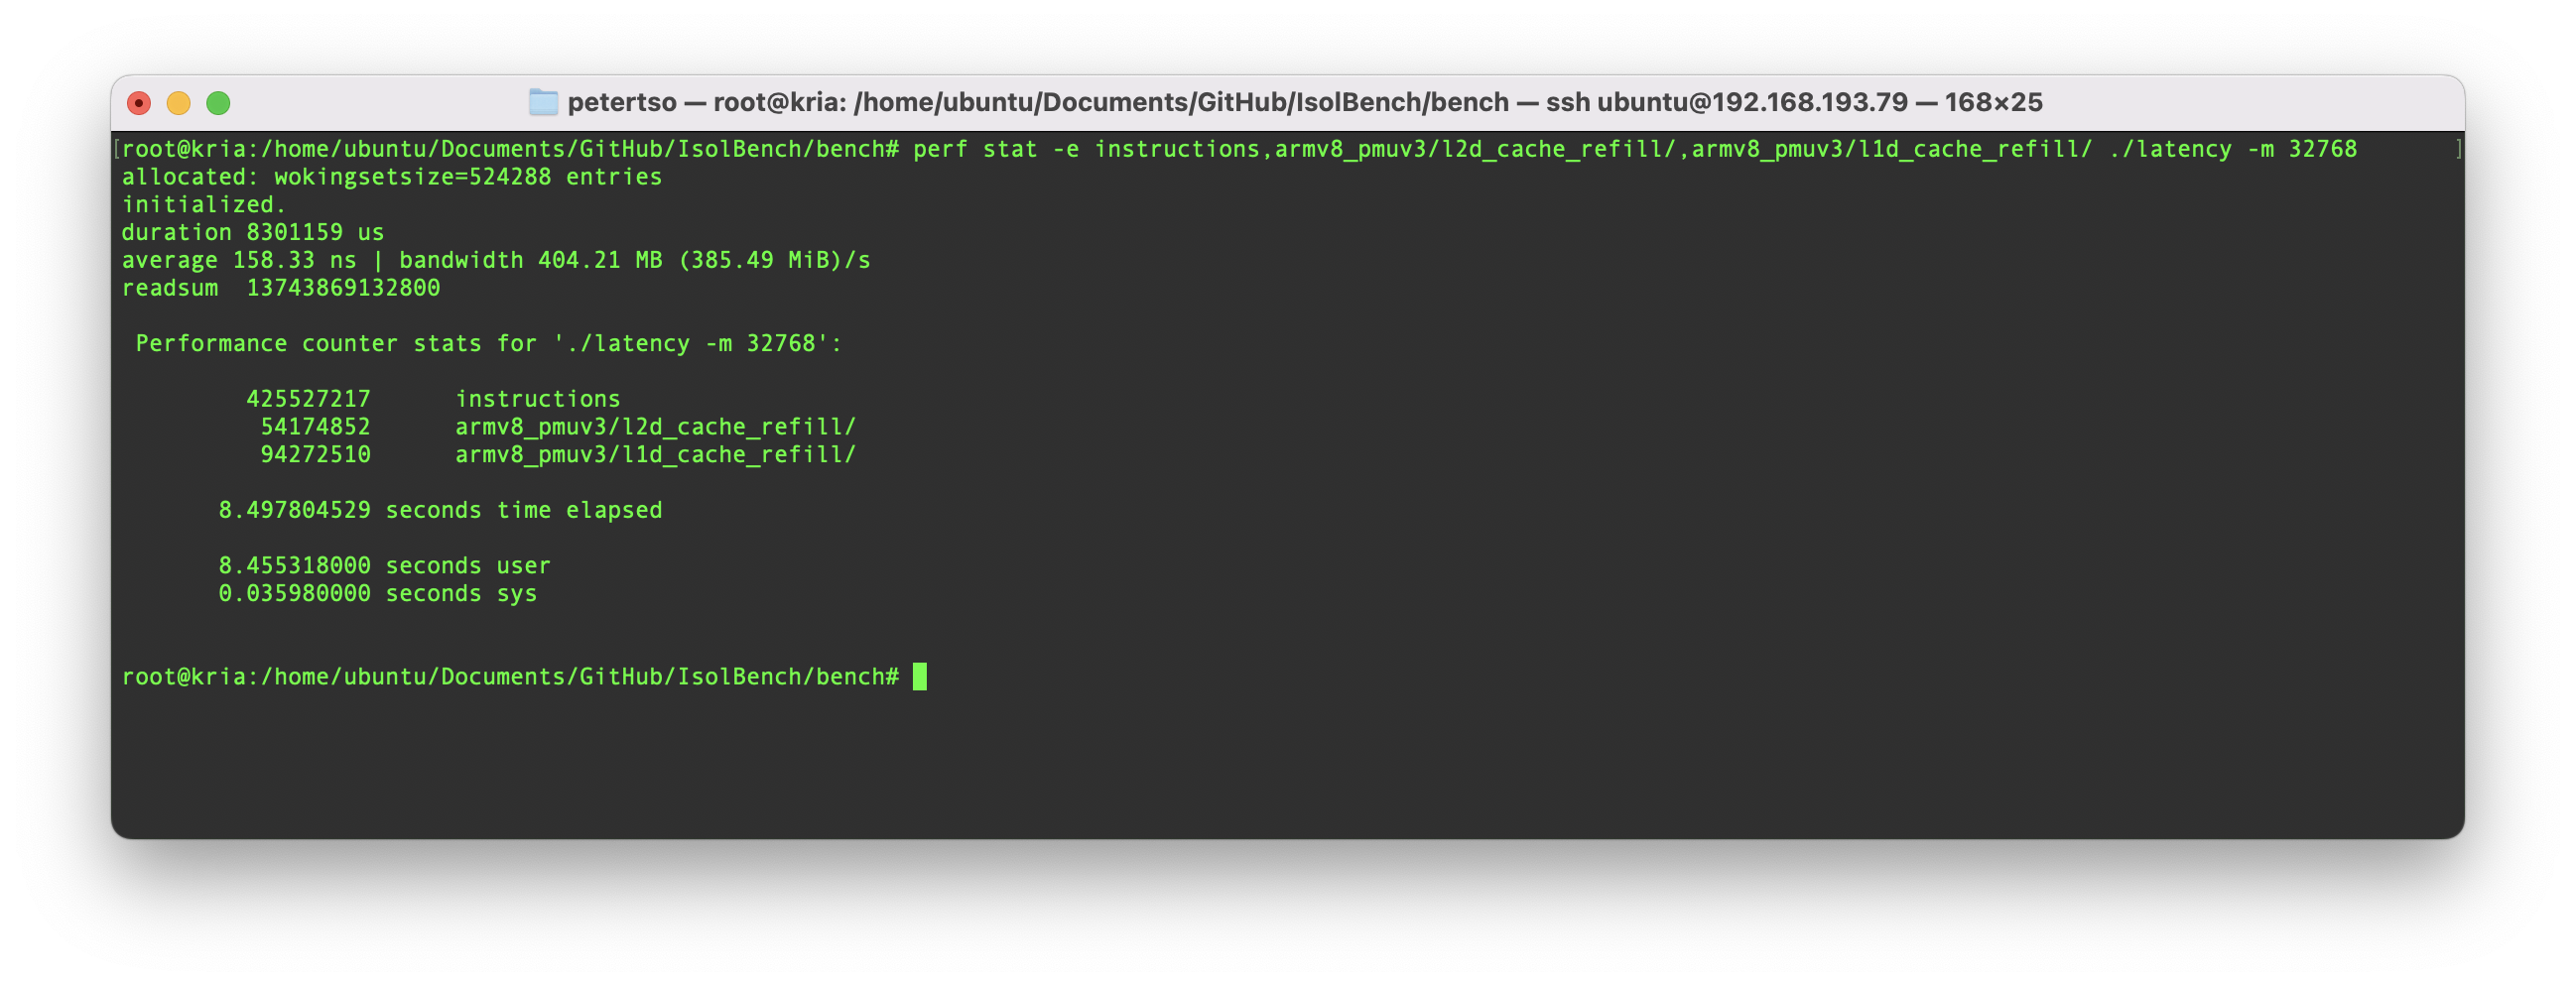 petertso — root@kria: /home/ubuntu/Documents/GitHub/IsolBench/bench — ssh ubuntu@192.168.193.79 — 168×25
[root@kria:/home/ubuntu/Documents/GitHub/IsolBench/bench# perf stat -e instructions,armv8_pmuv3/l2d_cache_refill/,armv8_pmuv3/l1d_cache_refill/ ./latency -m 32768 ]
allocated: wokingsetsize=524288 entries
initialized.
duration 8301159 us
average 158.33 ns | bandwidth 404.21 MB (385.49 MiB)/s
readsum  13743869132800
Performance counter stats for './latency -m 32768':
425527217      instructions
54174852      armv8_pmuv3/l2d_cache_refill/
94272510      armv8_pmuv3/l1d_cache_refill/
8.497804529 seconds time elapsed
8.455318000 seconds user
0.035980000 seconds sys
root@kria:/home/ubuntu/Documents/GitHub/IsolBench/bench#